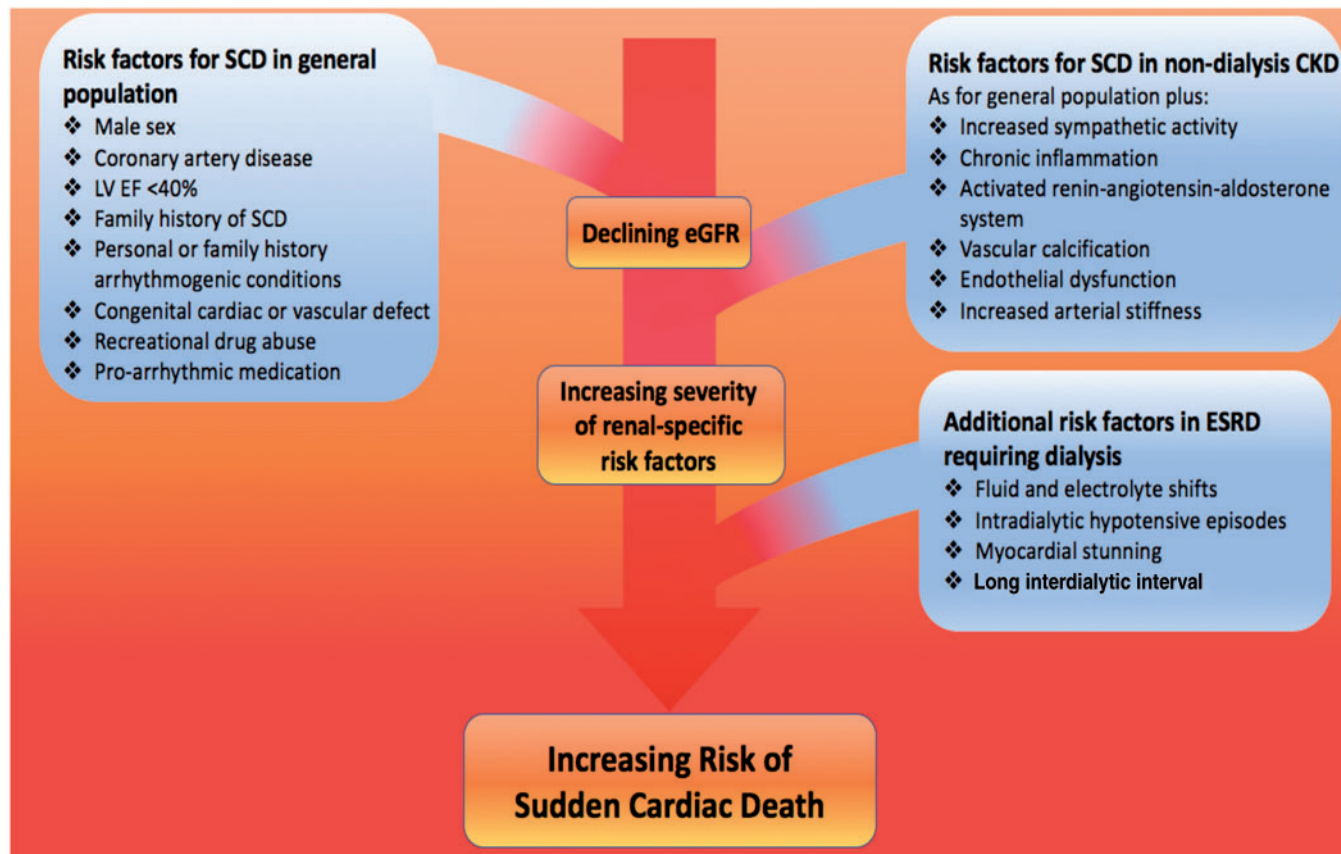 Risk factors for SCD in general
population
❖ Male sex
❖ Coronary artery disease
❖ LV EF <40%
❖ Family history of SCD
❖ Personal or family history
arrhythmogenic conditions
❖ Congenital cardiac or vascular defect
❖ Recreational drug abuse
❖ Pro-arrhythmic medication
Risk factors for SCD in non-dialysis CKD
As for general population plus:
❖ Increased sympathetic activity
❖ Chronic inflammation
❖ Activated renin-angiotensin-aldosterone
system
❖ Vascular calcification
❖ Endothelial dysfunction
❖ Increased arterial stiffness
Declining eGFR
Increasing severity
of renal-specific
risk factors
Additional risk factors in ESRD
requiring dialysis
❖ Fluid and electrolyte shifts
❖ Intradialytic hypotensive episodes
❖ Myocardial stunning
❖ Long interdialytic interval
Increasing Risk of
Sudden Cardiac Death